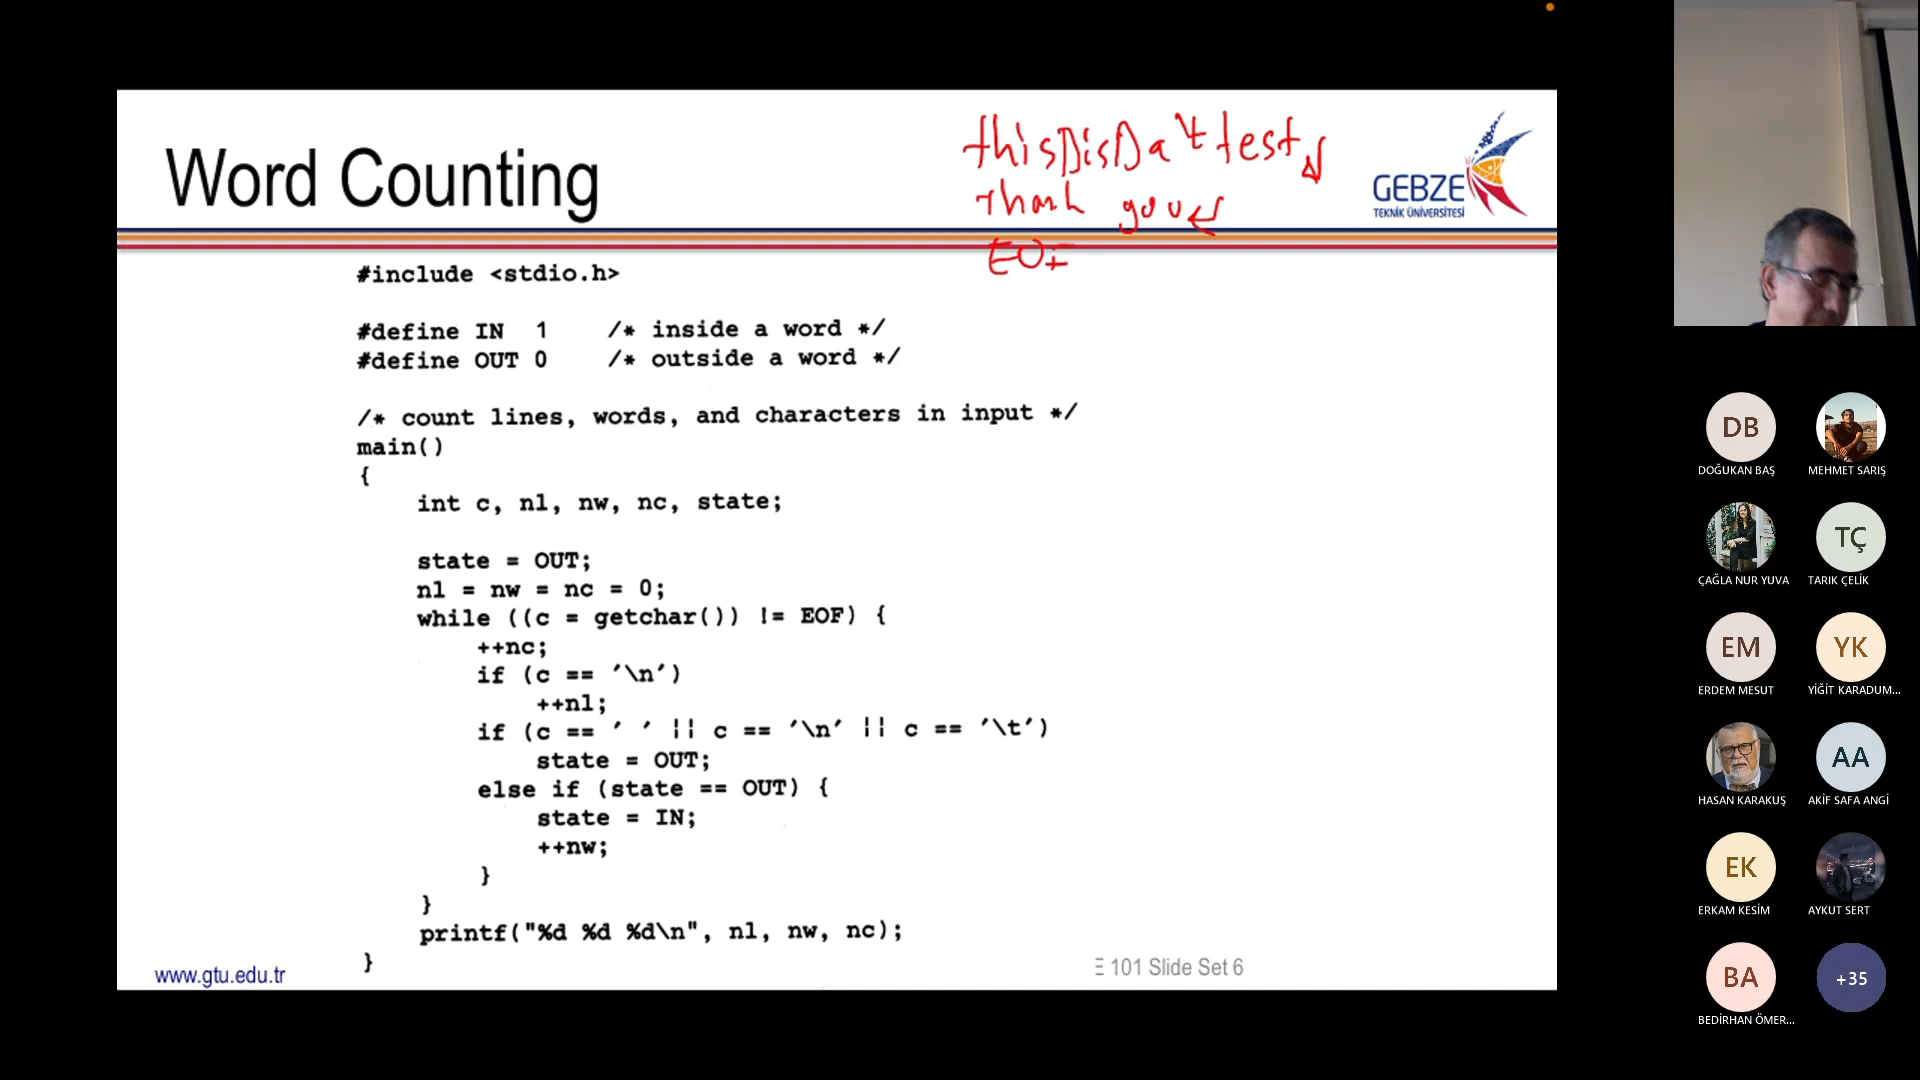 Word Counting
this is a \t test
thank you
EOF
GEBZE
TEKNİK ÜNİVERSİTESİ
#include <stdio.h>
#define IN 1 /* inside a word */
#define OUT 0 /* outside a word */
/* count lines, words, and characters in input */
main()
{
int c, nl, nw, nc, state;
state = OUT;
nl = nw = nc = 0;
while ((c = getchar()) != EOF) {
++nc;
if (c == '\n')
++nl;
if (c == ' ' || c == '\n' || c == '\t')
state = OUT;
else if (state == OUT) {
state = IN;
++nw;
}
}
printf("%d %d %d\n", nl, nw, nc);
}
www.gtu.edu.tr
101 Slide Set 6
DB
DOĞUKAN BAŞ
MEHMET SARIŞ
ÇAĞLA NUR YUVA
TÇ
TARIK ÇELİK
EM
ERDEM MESUT
YK
YİĞİT KARADUM...
HASAN KARAKUŞ
AA
AKİF SAFA ANGİ
EK
ERKAM KESİM
AYKUT SERT
BA
BEDİRHAN ÖMER...
+35